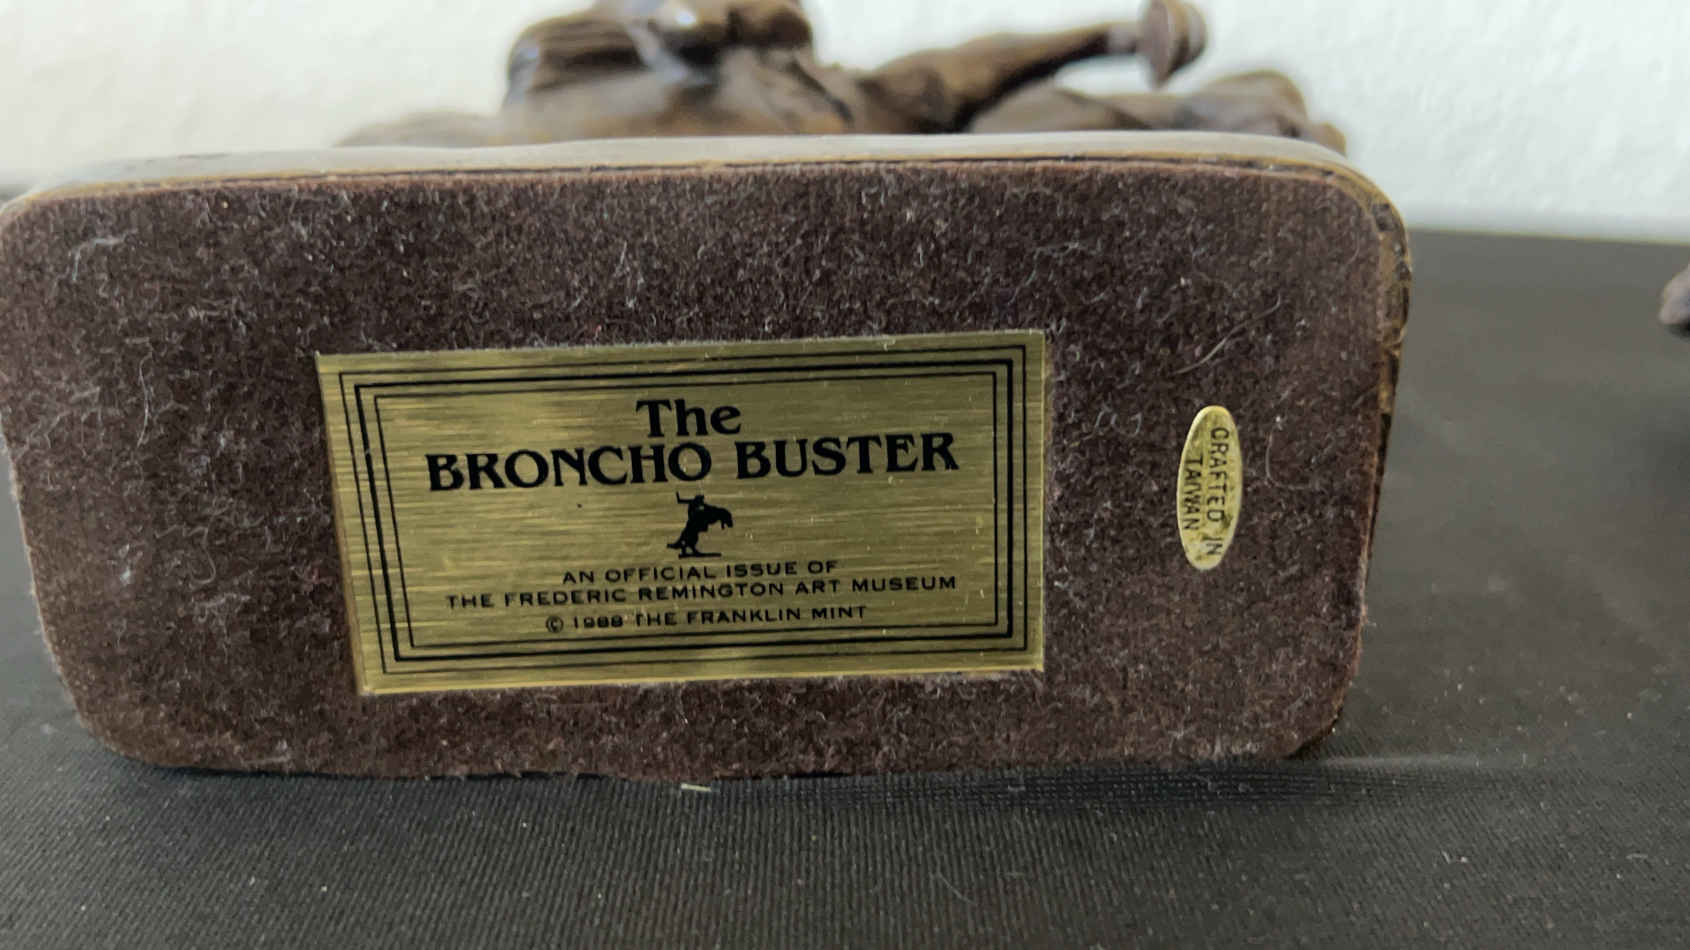 The
BRONCHO BUSTER
AN OFFICIAL ISSUE OF
THE FREDERIC REMINGTON ART MUSEUM
© 1988 THE FRANKLIN MINT
CRAFTED IN
TAIWAN